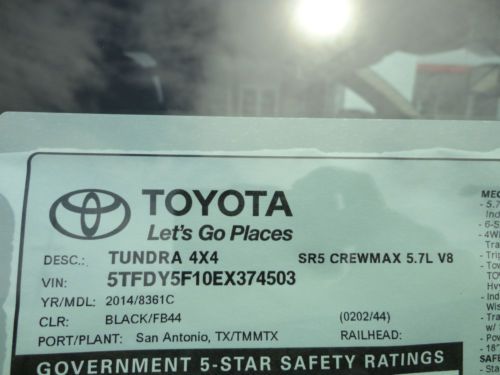 TOYOTA
Let's Go Places
DESC.: TUNDRA 4X4 SR5 CREWMAX 5.7L V8
VIN: 5TFDY5F10EX374503
YR/MDL: 2014/8361C
CLR: BLACK/FB44 (0202/44)
PORT/PLANT: San Antonio, TX/TMMTX RAILHEAD:
GOVERNMENT 5-STAR SAFETY RATINGS